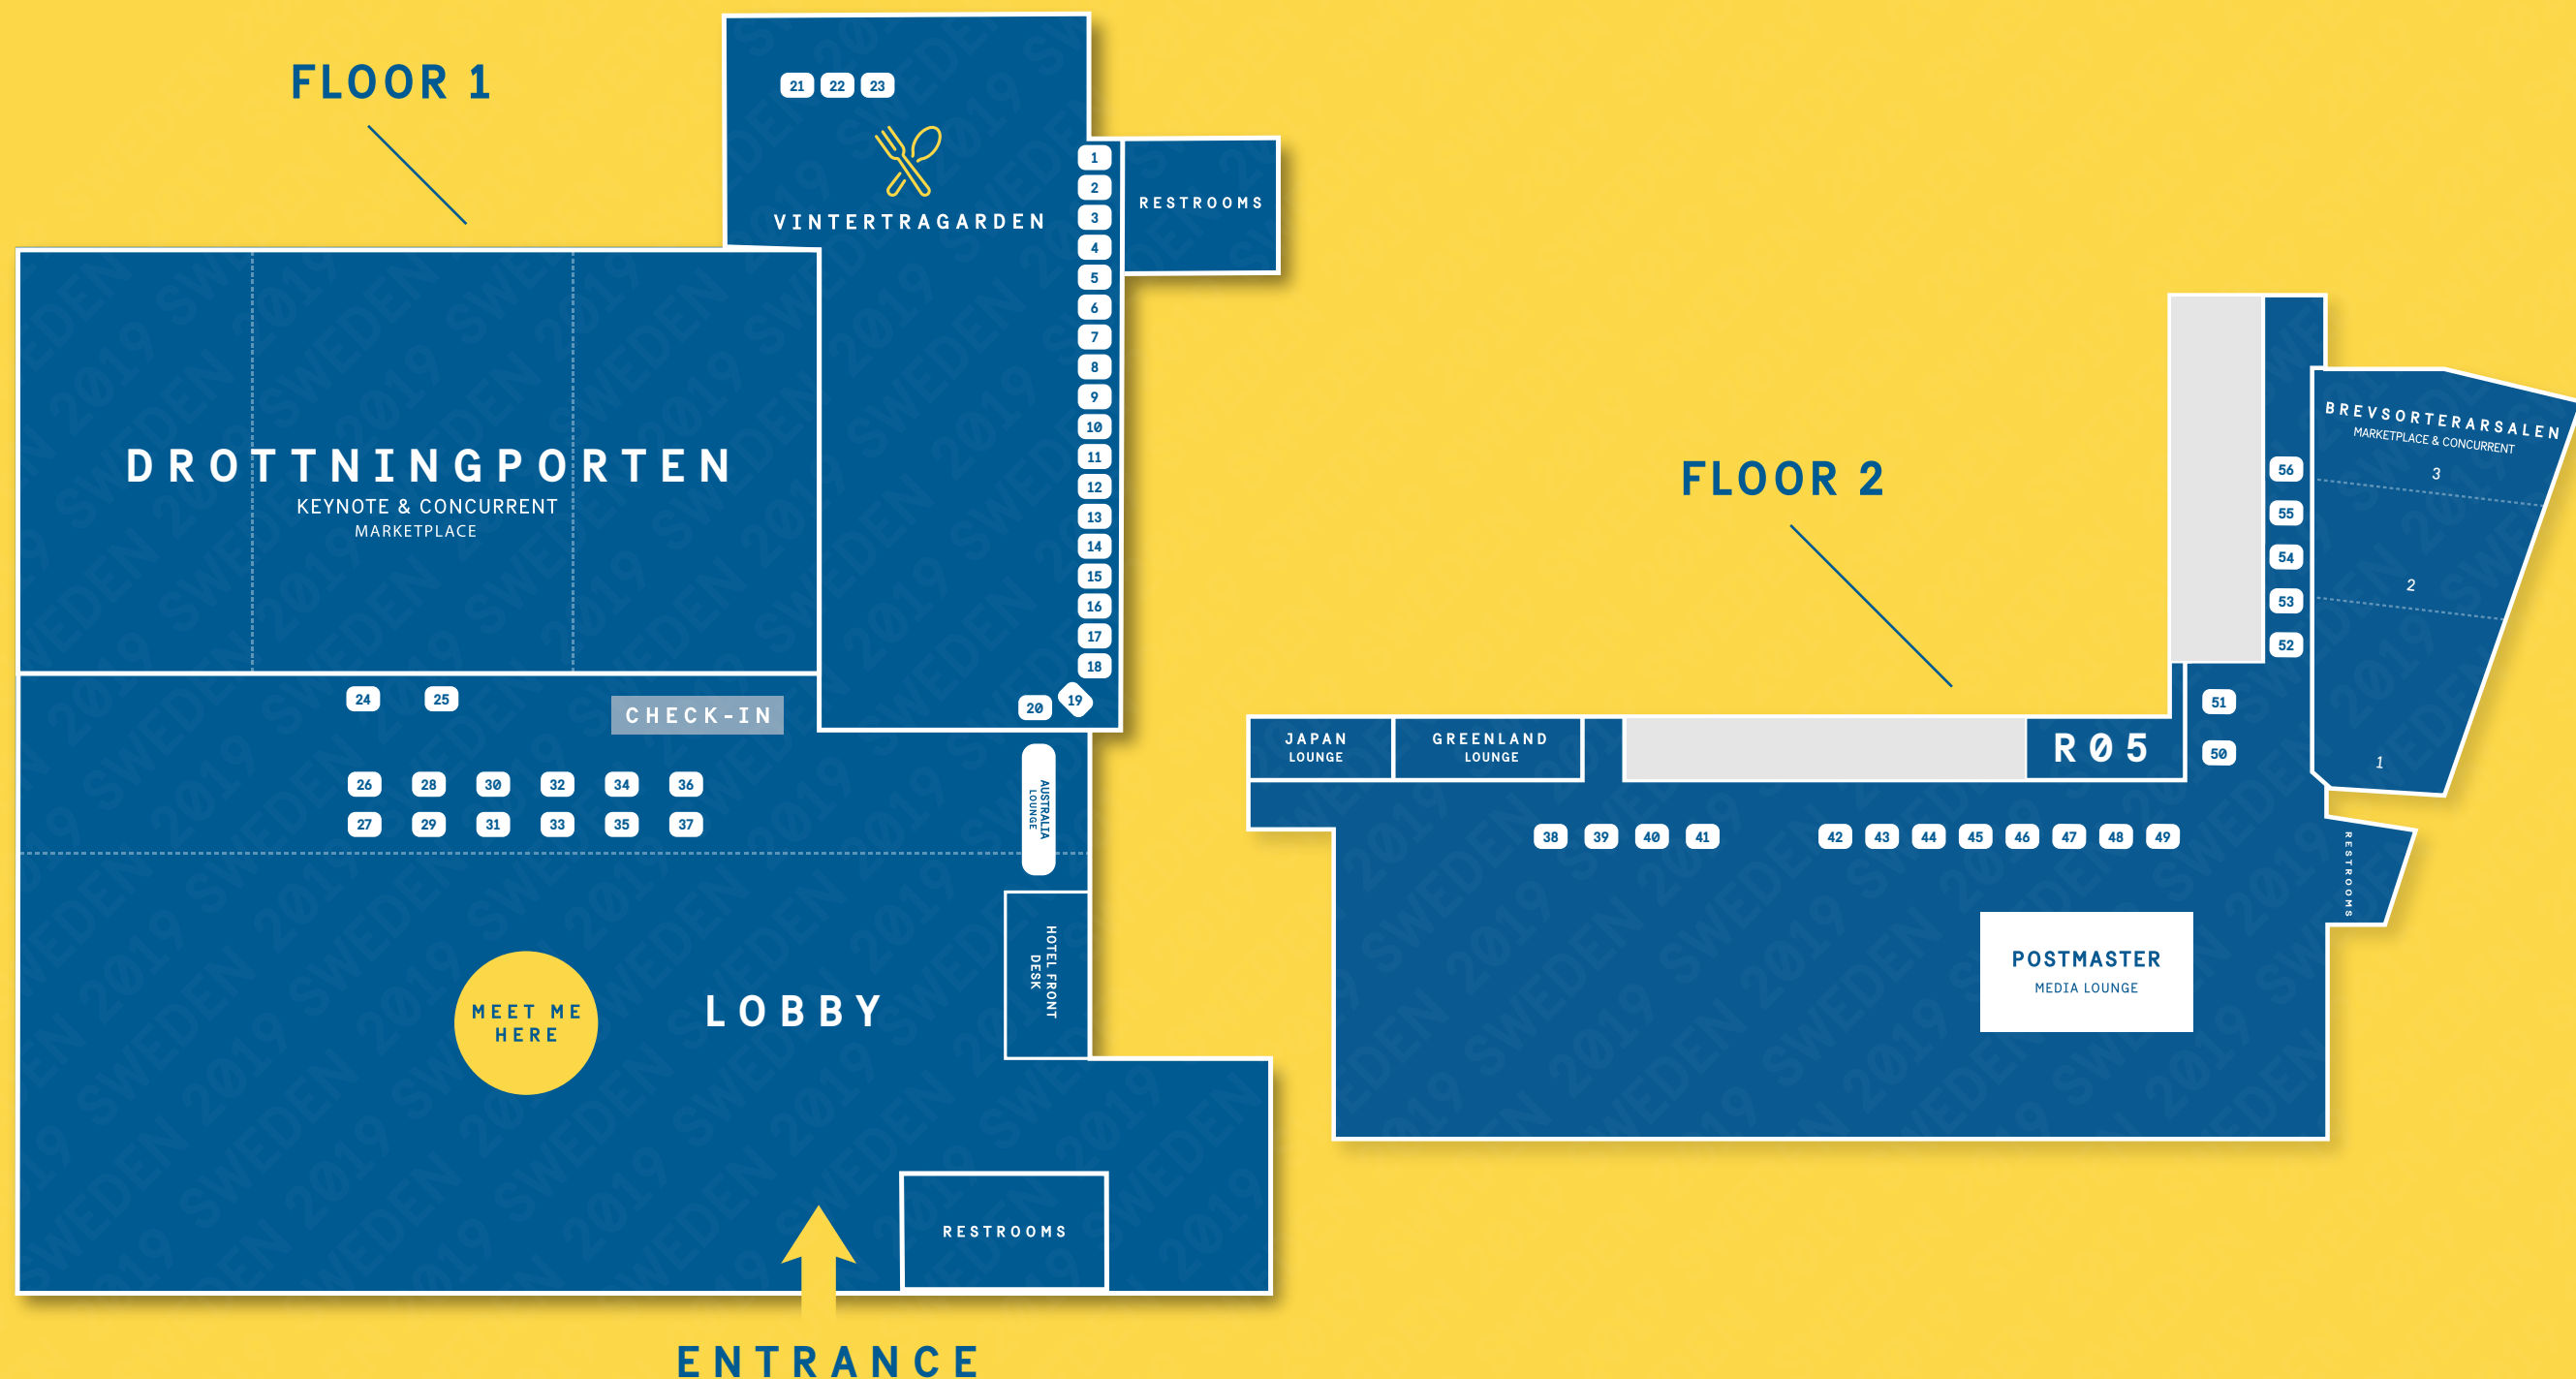 FLOOR 1
21 22 23
VINTERTRAGARDEN
1
2
3
4
5
6
7
8
9
10
11
12
13
14
15
16
17
18
19
20
RESTROOMS
DROTTNINGPORTEN
KEYNOTE & CONCURRENT
MARKETPLACE
24 25
CHECK-IN
26 28 30 32 34 36
27 29 31 33 35 37
AUSTRALIA
LOUNGE
HOTEL FRONT
DESK
MEET ME
HERE
LOBBY
RESTROOMS
ENTRANCE
FLOOR 2
BREVSORTERARSALEN
MARKETPLACE & CONCURRENT
3
2
1
56
55
54
53
52
51
50
JAPAN
LOUNGE
GREENLAND
LOUNGE
R05
38 39 40 41 42 43 44 45 46 47 48 49
RESTROOMS
POSTMASTER
MEDIA LOUNGE
SWEDEN 2019